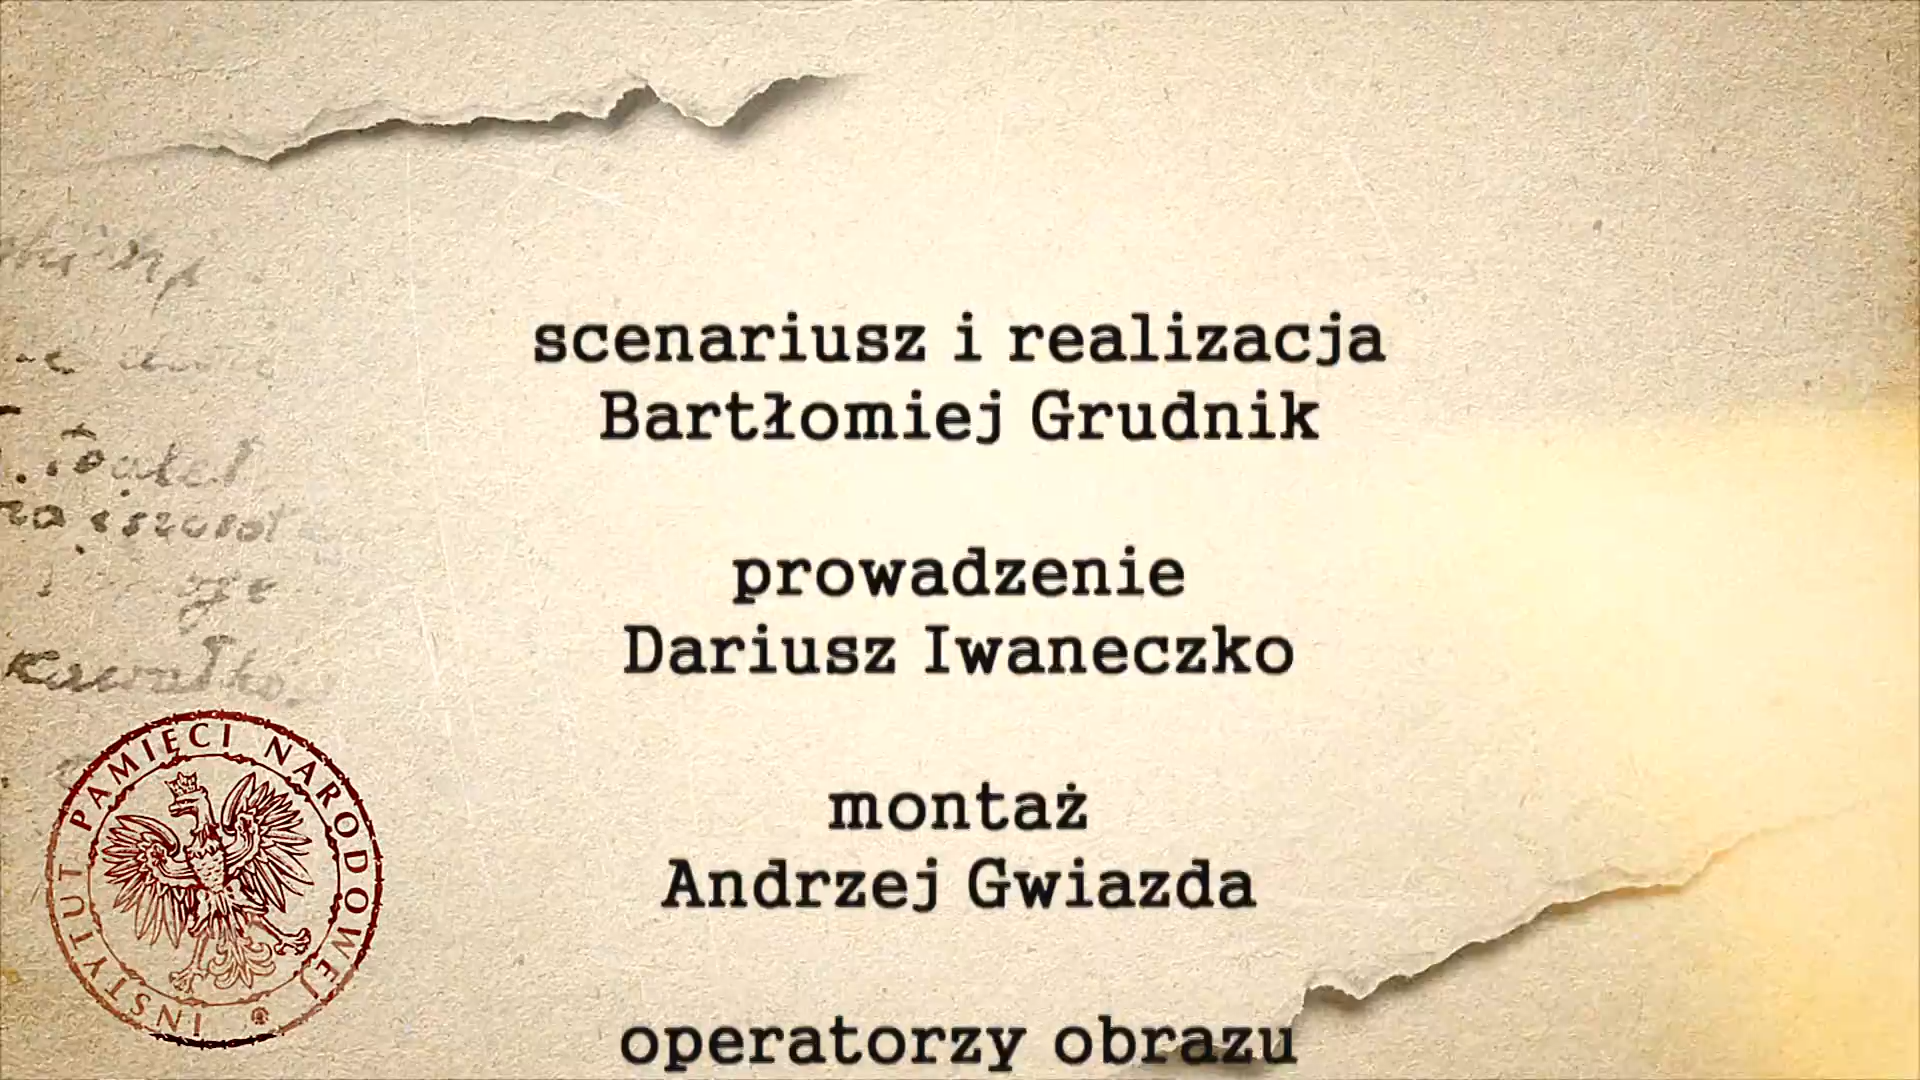 scenariusz i realizacja
Bartłomiej Grudnik
prowadzenie
Dariusz Iwaneczko
montaż
Andrzej Gwiazda
operatorzy obrazu
INSTYTUT PAMIĘCI NARODOWEJ